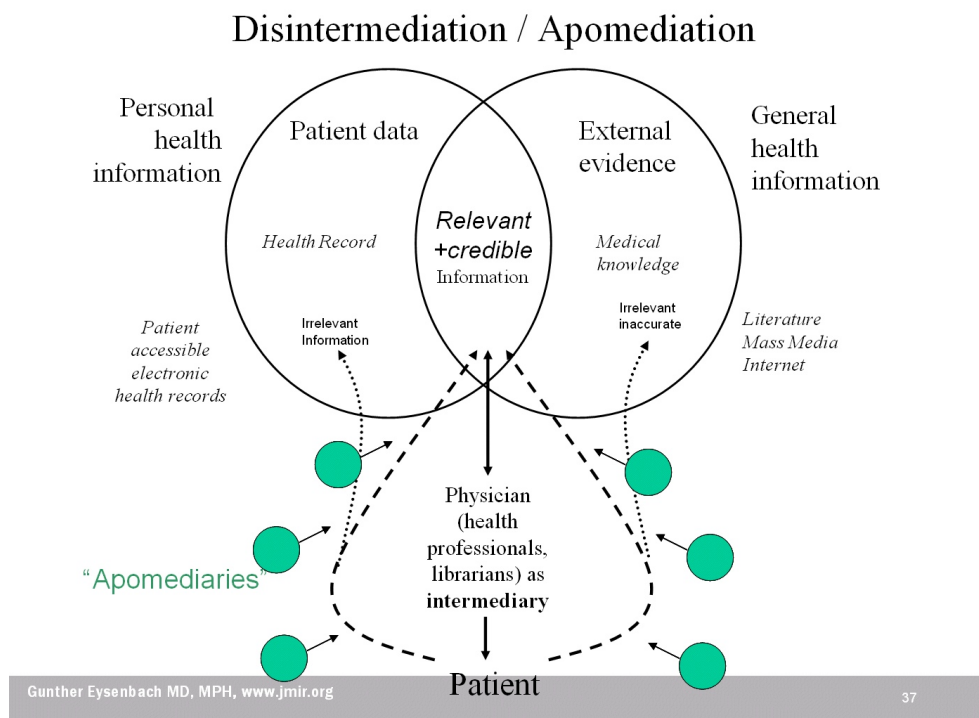 Disintermediation / Apomediation
Personal
health
information
Patient data
External
evidence
General
health
information
Health Record
Relevant
+credible
Information
Medical
knowledge
Patient
accessible
electronic
health records
Irrelevant
Information
Irrelevant
inaccurate
Literature
Mass Media
Internet
Physician
(health
professionals,
librarians) as
intermediary
“Apomediaries”
Patient
Gunther Eysenbach MD, MPH, www.jmir.org
37